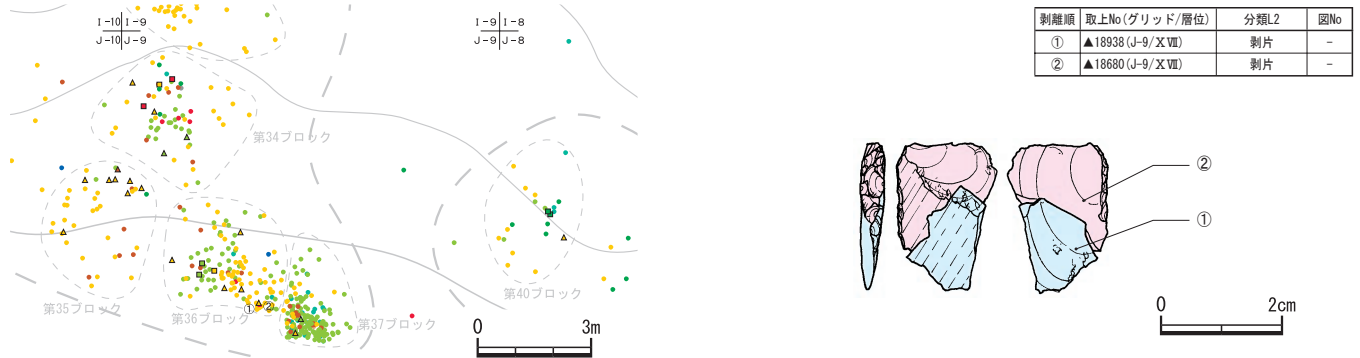 I-10 I-9
J-10 J-9
I-9 I-8
J-9 J-8
第34ブロック
第35ブロック
第36ブロック
第37ブロック
第40ブロック
① ②
0 3m
剥離順 取上No(グリッド/層位) 分類L2 図No
① ▲18938(J-9/ⅩⅦ) 剥片 -
② ▲18680(J-9/ⅩⅦ) 剥片 -
②
①
0 2cm